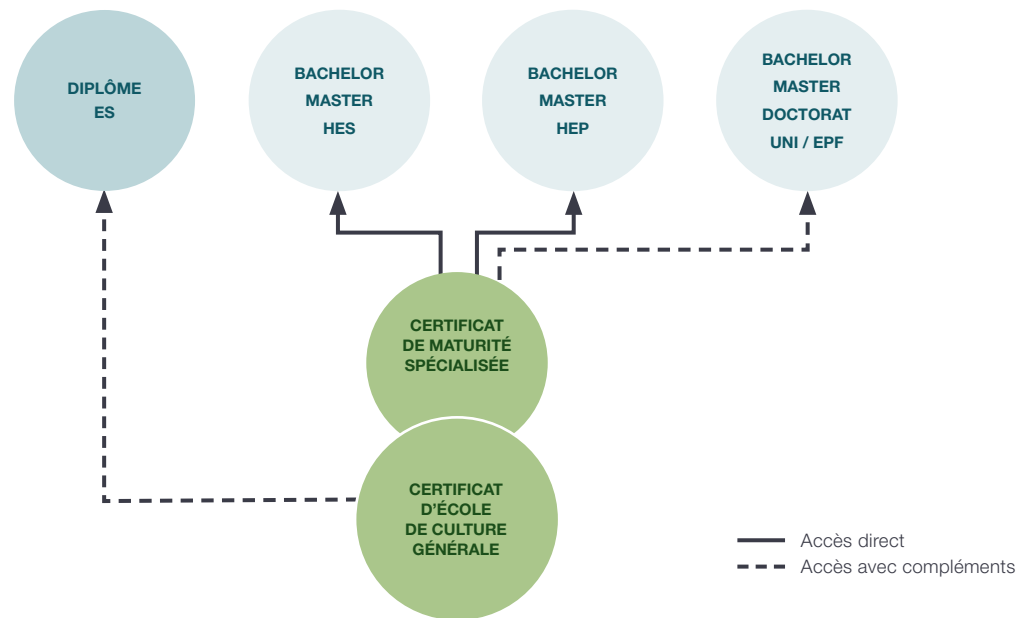 DIPLÔME
ES
BACHELOR
MASTER
HES
BACHELOR
MASTER
HEP
BACHELOR
MASTER
DOCTORAT
UNI / EPF
CERTIFICAT
DE MATURITÉ
SPÉCIALISÉE
CERTIFICAT
D'ÉCOLE
DE CULTURE
GÉNÉRALE
Accès direct
Accès avec compléments